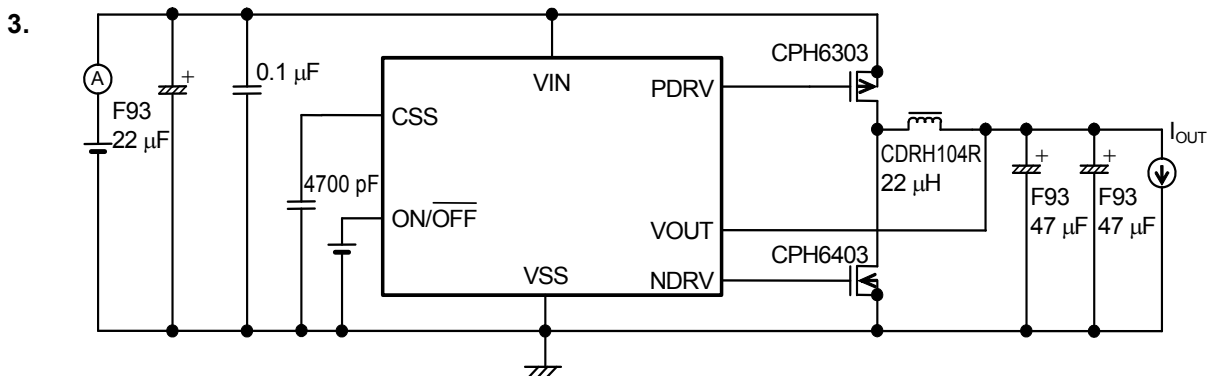 3.
A
F93
22 μF
+
0.1 μF
4700 pF
VIN
CSS
ON/OFF
VSS
PDRV
VOUT
NDRV
CPH6303
CDRH104R
22 μH
CPH6403
+
F93
47 μF
+
F93
47 μF
IOUT